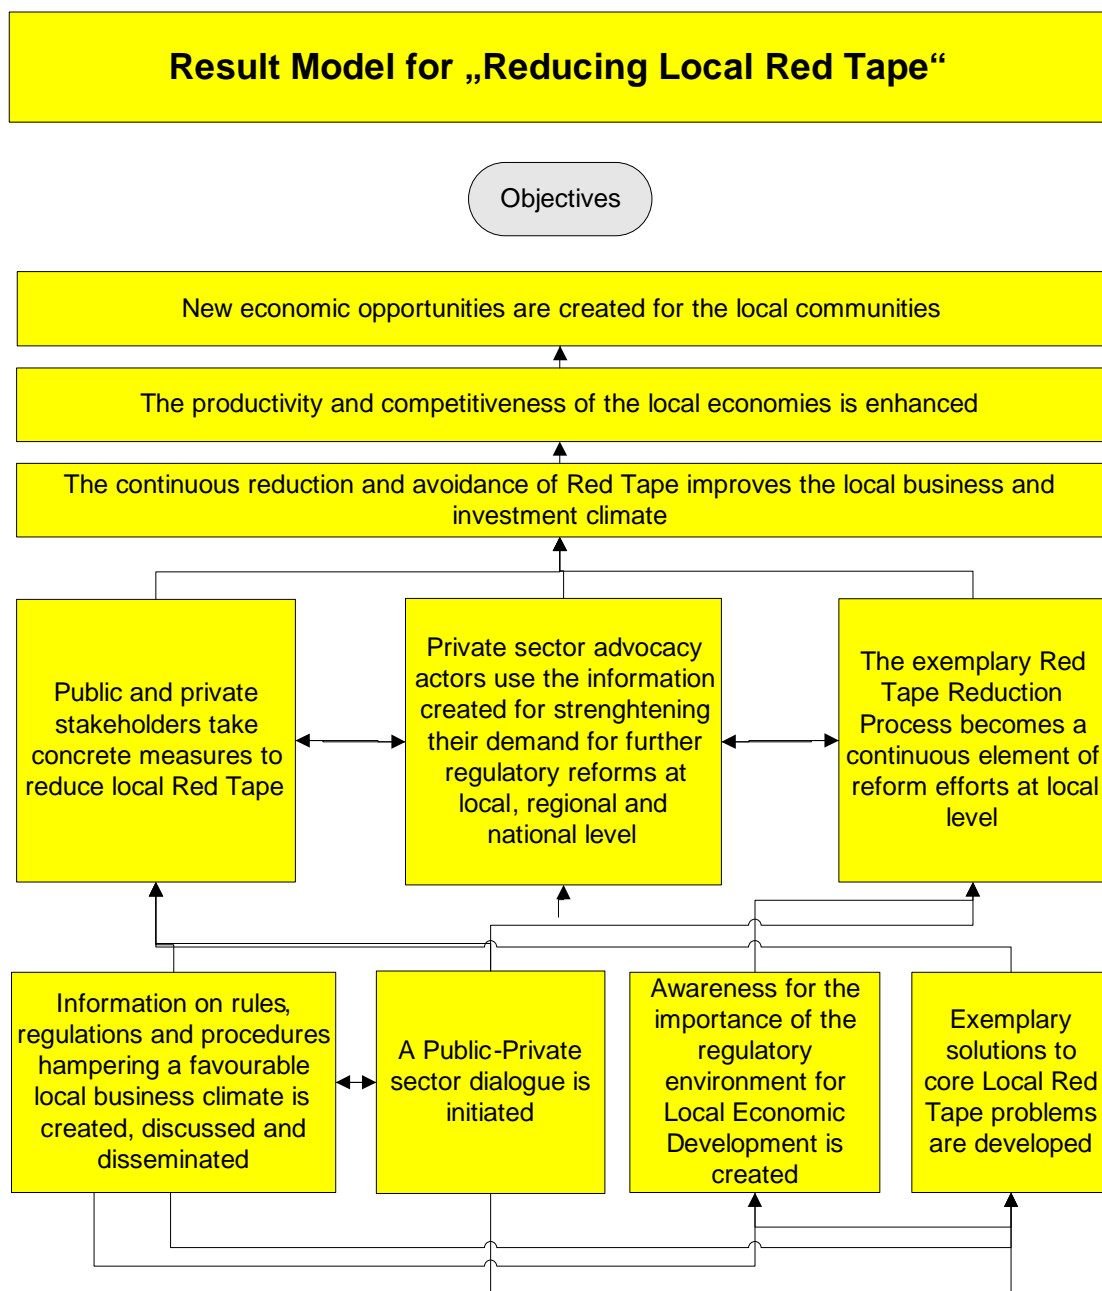 Result Model for „Reducing Local Red Tape“
Objectives
New economic opportunities are created for the local communities
The productivity and competitiveness of the local economies is enhanced
The continuous reduction and avoidance of Red Tape improves the local business and
investment climate
Public and private
stakeholders take
concrete measures to
reduce local Red Tape
Private sector advocacy
actors use the information
created for strenghtening
their demand for further
regulatory reforms at
local, regional and
national level
The exemplary Red
Tape Reduction
Process becomes a
continuous element of
reform efforts at local
level
Information on rules,
regulations and procedures
hampering a favourable
local business climate is
created, discussed and
disseminated
A Public-Private
sector dialogue is
initiated
Awareness for the
importance of the
regulatory
environment for
Local Economic
Development is
created
Exemplary
solutions to
core Local Red
Tape problems
are developed